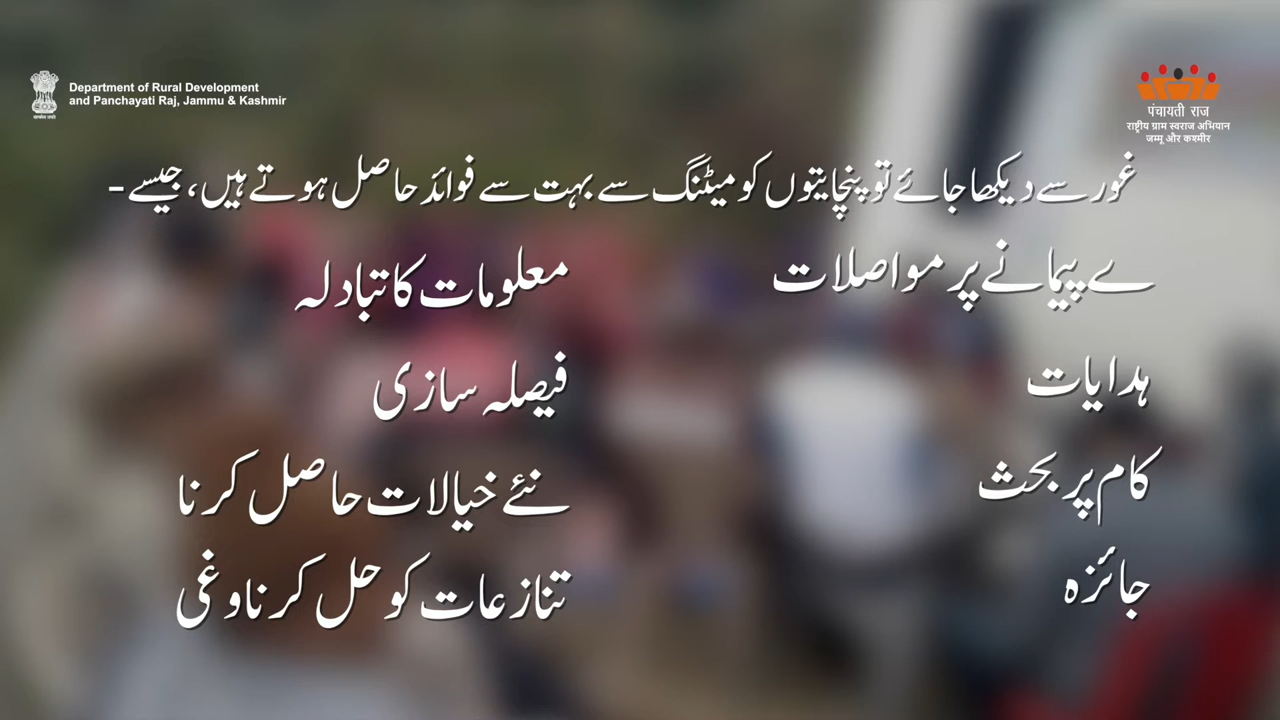 Department of Rural Development
and Panchayati Raj, Jammu & Kashmir
पंचायती राज
राष्ट्रीय ग्राम स्वराज अभियान
जम्मू और कश्मीर
غور سے دیکھا جائے تو پنچایتوں کو میٹنگ سے بہت سے فوائد حاصل ہوتے ہیں، جیسے -
ے پیمانے پر مواصلات
ہدایات
کام پر بحث
جائزہ
معلومات کا تبادلہ
فیصلہ سازی
نئے خیالات حاصل کرنا
تنازعات کو حل کرنا وغی